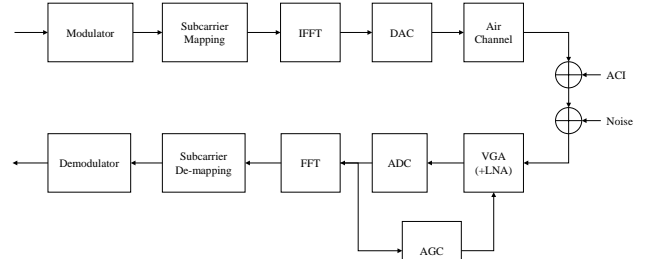 Modulator
Subcarrier
Mapping
IFFT
DAC
Air
Channel
ACI
Noise
Demodulator
Subcarrier
De-mapping
FFT
ADC
VGA
(+LNA)
AGC